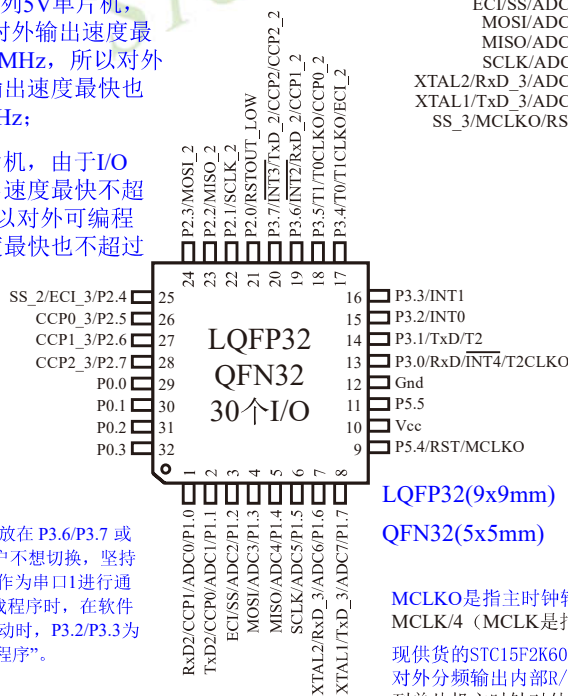 列5V单片机，
对外输出速度最
MHz，所以对外
输出速度最快也
Hz；
片机，由于I/O
速度最快不超
以对外可编程
度最快也不超过
ECI/SS/ADC
MOSI/ADC
MISO/ADC
SCLK/ADC
XTAL2/RxD_3/ADC
XTAL1/TxD_3/ADC
SS_3/MCLKO/RS
P2.3/MOSI_2
P2.2/MISO_2
P2.1/SCLK_2
P2.0/RSTOUT_LOW
P3.7/INT3/TxD_2/CCP2/CCP2_2
P3.6/INT2/RxD_2/CCP1_2
P3.5/T1/T0CLKO/CCP0_2
P3.4/T0/T1CLKO/ECI_2
24 23 22 21 20 19 18 17
SS_2/ECI_3/P2.4 25
CCP0_3/P2.5 26
CCP1_3/P2.6 27
CCP2_3/P2.7 28
P0.0 29
P0.1 30
P0.2 31
P0.3 32
LQFP32
QFN32
30个I/O
16 P3.3/INT1
15 P3.2/INT0
14 P3.1/TxD/T2
13 P3.0/RxD/INT4/T2CLKO
12 Gnd
11 P5.5
10 Vcc
9 P5.4/RST/MCLKO
1 2 3 4 5 6 7 8
RxD2/CCP1/ADC0/P1.0
TxD2/CCP0/ADC1/P1.1
ECI/SS/ADC2/P1.2
MOSI/ADC3/P1.3
MISO/ADC4/P1.4
SCLK/ADC5/P1.5
XTAL2/RxD_3/ADC6/P1.6
XTAL1/TxD_3/ADC7/P1.7
LQFP32(9x9mm)
QFN32(5x5mm)
放在 P3.6/P3.7 或
户不想切换，坚持
作为串口1进行通
载程序时，在软件
动时，P3.2/P3.3为
程序”。
MCLKO是指主时钟输
MCLK/4（MCLK是指
现供货的STC15F2K60
对外分频输出内部R/